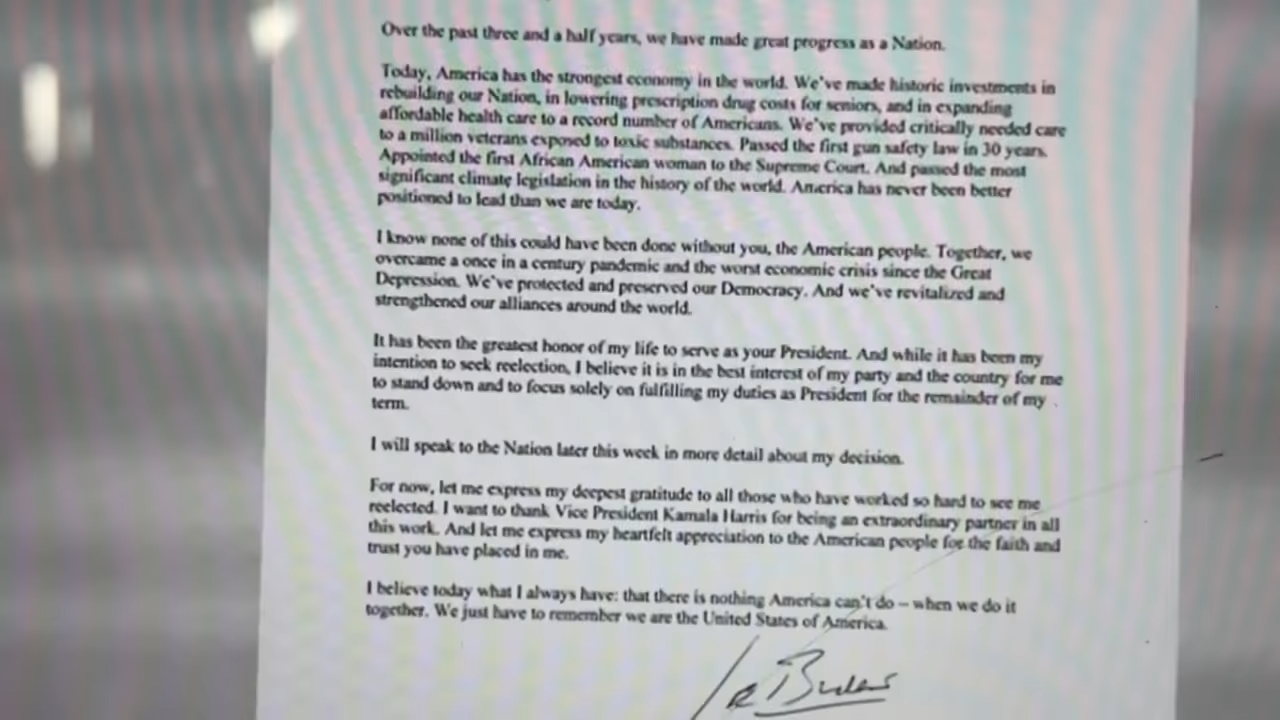 Over the past three and a half years, we have made great progress as a Nation.
Today, America has the strongest economy in the world. We've made historic investments in
rebuilding our Nation, in lowering prescription drug costs for seniors, and in expanding
affordable health care to a record number of Americans. We've provided critically needed care
to a million veterans exposed to toxic substances. Passed the first gun safety law in 30 years.
Appointed the first African American woman to the Supreme Court. And passed the most
significant climate legislation in the history of the world. America has never been better
positioned to lead than we are today.
I know none of this could have been done without you, the American people. Together, we
overcame a once in a century pandemic and the worst economic crisis since the Great
Depression. We've protected and preserved our Democracy. And we've revitalized and
strengthened our alliances around the world.
It has been the greatest honor of my life to serve as your President. And while it has been my
intention to seek reelection, I believe it is in the best interest of my party and the country for me
to stand down and to focus solely on fulfilling my duties as President for the remainder of my
term.
I will speak to the Nation later this week in more detail about my decision.
For now, let me express my deepest gratitude to all those who have worked so hard to see me
reelected. I want to thank Vice President Kamala Harris for being an extraordinary partner in all
this work. And let me express my heartfelt appreciation to the American people for the faith and
trust you have placed in me.
I believe today what I always have: that there is nothing America can't do – when we do it
together. We just have to remember we are the United States of America.
Joe Biden